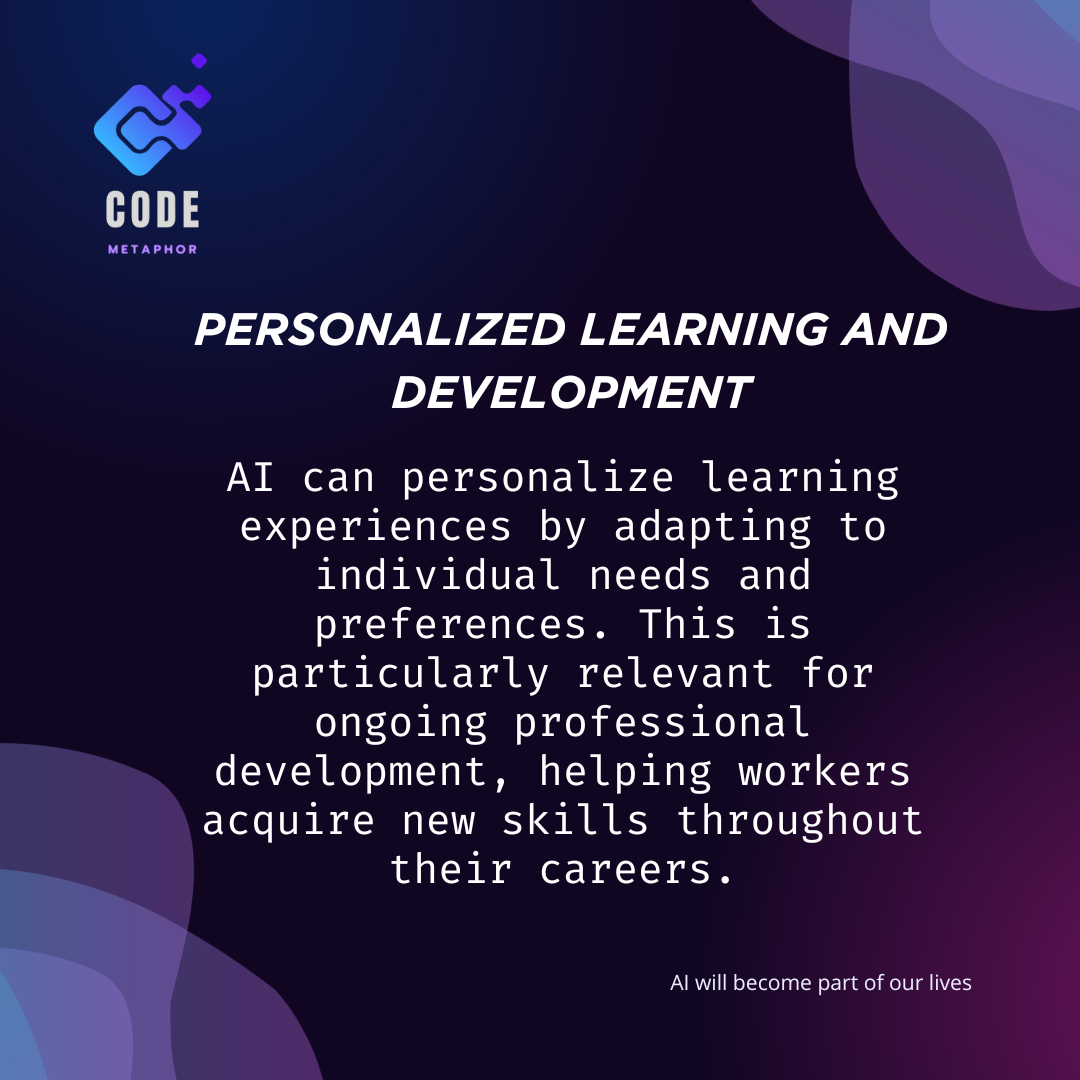 CODE
METAPHOR
PERSONALIZED LEARNING AND
DEVELOPMENT
AI can personalize learning
experiences by adapting to
individual needs and
preferences. This is
particularly relevant for
ongoing professional
development, helping workers
acquire new skills throughout
their careers.
AI will become part of our lives